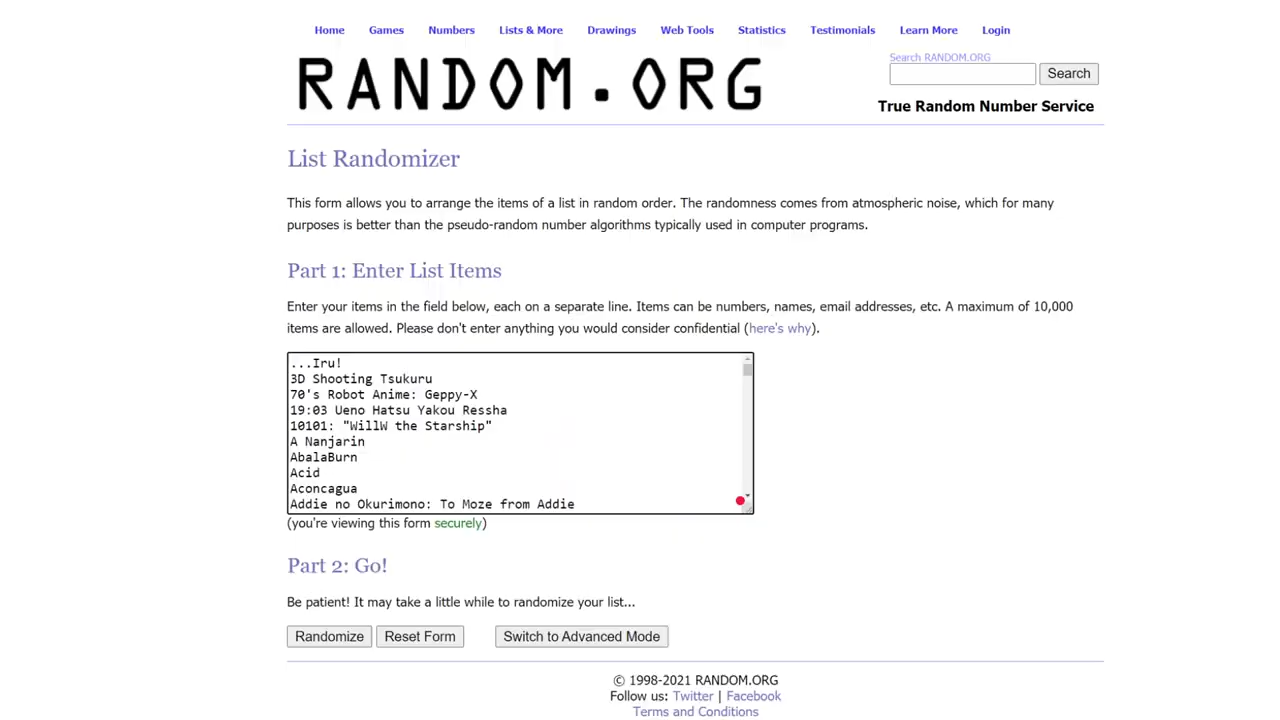 Home Games Numbers Lists & More Drawings Web Tools Statistics Testimonials Learn More Login
Search RANDOM.ORG
RANDOM.ORG
Search
True Random Number Service
List Randomizer
This form allows you to arrange the items of a list in random order. The randomness comes from atmospheric noise, which for many
purposes is better than the pseudo-random number algorithms typically used in computer programs.
Part 1: Enter List Items
Enter your items in the field below, each on a separate line. Items can be numbers, names, email addresses, etc. A maximum of 10,000
items are allowed. Please don't enter anything you would consider confidential (here's why).
...Iru!
3D Shooting Tsukuru
70's Robot Anime: Geppy-X
19:03 Ueno Hatsu Yakou Ressha
10101: "WillW the Starship"
A Nanjarin
AbalaBurn
Acid
Aconcagua
Addie no Okurimono: To Moze from Addie
(you're viewing this form securely)
Part 2: Go!
Be patient! It may take a little while to randomize your list...
Randomize Reset Form Switch to Advanced Mode
© 1998-2021 RANDOM.ORG
Follow us: Twitter | Facebook
Terms and Conditions